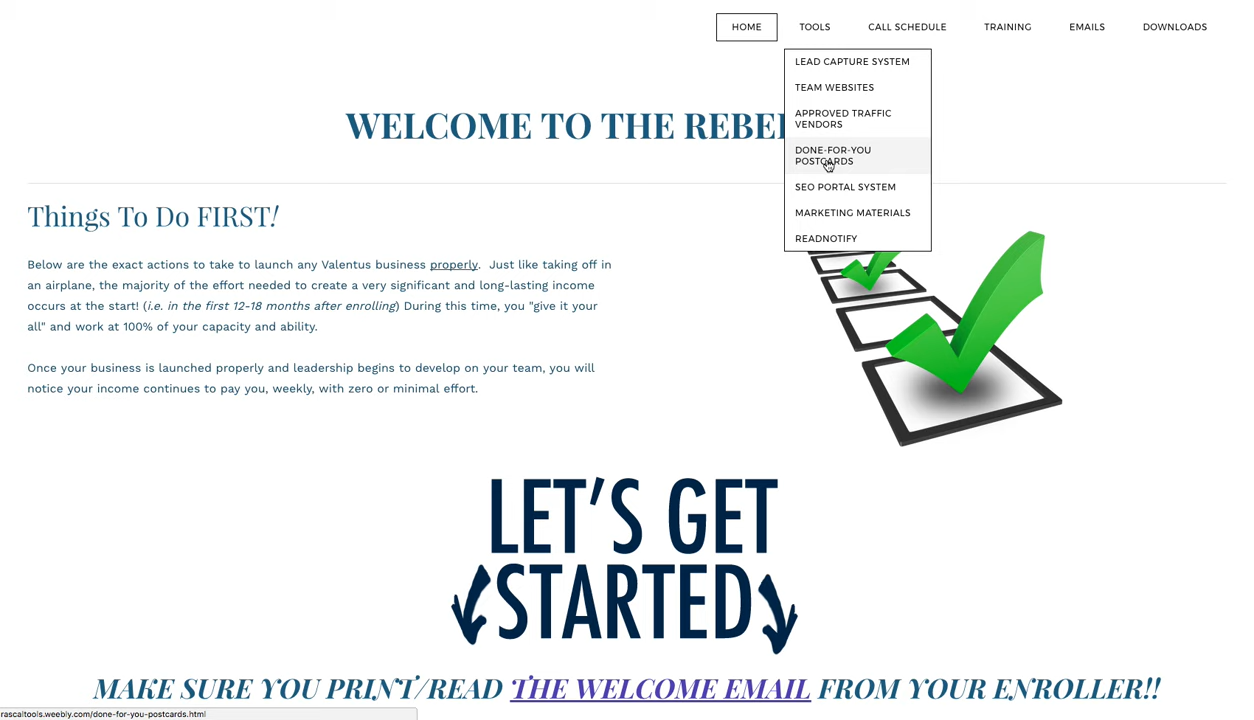 HOME TOOLS CALL SCHEDULE TRAINING EMAILS DOWNLOADS
LEAD CAPTURE SYSTEM
TEAM WEBSITES
APPROVED TRAFFIC
VENDORS
DONE-FOR-YOU
POSTCARDS
SEO PORTAL SYSTEM
MARKETING MATERIALS
READNOTIFY
WELCOME TO THE
Things To Do FIRST!
Below are the exact actions to take to launch any Valentus business properly. Just like taking off in
an airplane, the majority of the effort needed to create a very significant and long-lasting income
occurs at the start! (i.e. in the first 12-18 months after enrolling) During this time, you "give it your
all" and work at 100% of your capacity and ability.
Once your business is launched properly and leadership begins to develop on your team, you will
notice your income continues to pay you, weekly, with zero or minimal effort.
LET'S GET
STARTED
MAKE SURE YOU PRINT/READ THE WELCOME EMAIL FROM YOUR ENROLLER!!
rascaltools.weebly.com/done-for-you-postcards.html